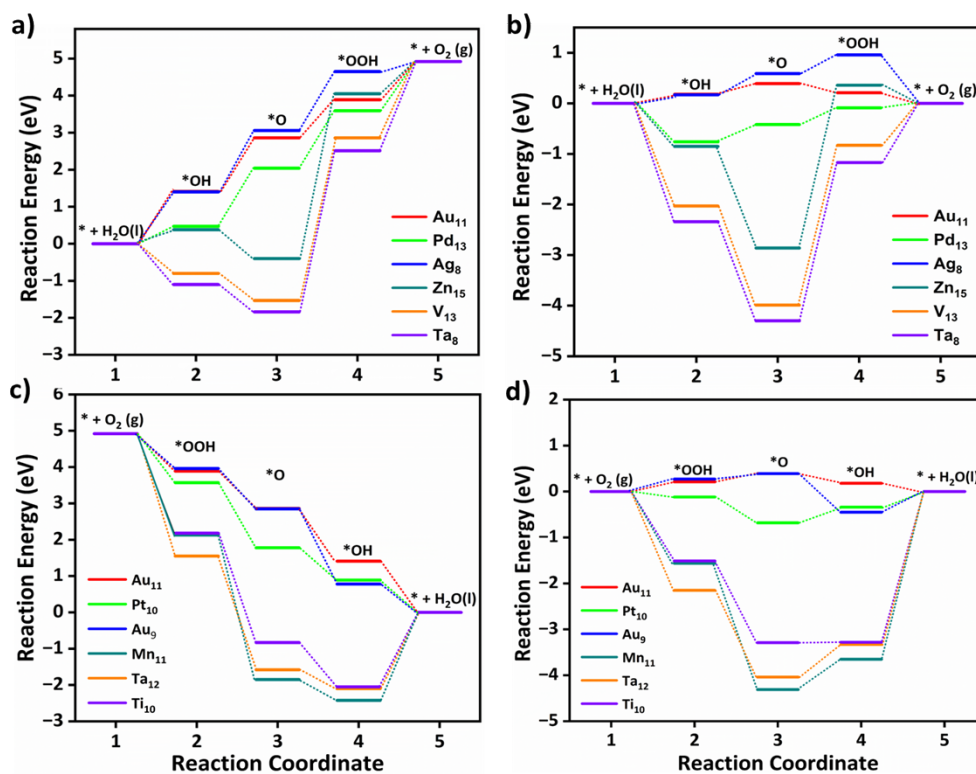 a)
Reaction Energy (eV)
5
4
3
2
1
0
−1
−2
−3
* + H₂O(l)
*OH
*O
*OOH
* + O₂ (g)
Au₁₁
Pd₁₃
Ag₈
Zn₁₅
V₁₃
Ta₈
1 2 3 4 5
Reaction Coordinate
b)
Reaction Energy (eV)
1
0
−1
−2
−3
−4
−5
* + H₂O(l)
*OH
*O
*OOH
* + O₂ (g)
Au₁₁
Pd₁₃
Ag₈
Zn₁₅
V₁₃
Ta₈
1 2 3 4 5
Reaction Coordinate
c)
Reaction Energy (eV)
6
5
4
3
2
1
0
−1
−2
−3
* + O₂ (g)
*OOH
*O
*OH
* + H₂O(l)
Au₁₁
Pt₁₀
Au₉
Mn₁₁
Ta₁₂
Ti₁₀
1 2 3 4 5
Reaction Coordinate
d)
Reaction Energy (eV)
2
1
0
−1
−2
−3
−4
−5
* + O₂ (g)
*OOH
*O
*OH
* + H₂O(l)
Au₁₁
Pt₁₀
Au₉
Mn₁₁
Ta₁₂
Ti₁₀
1 2 3 4 5
Reaction Coordinate